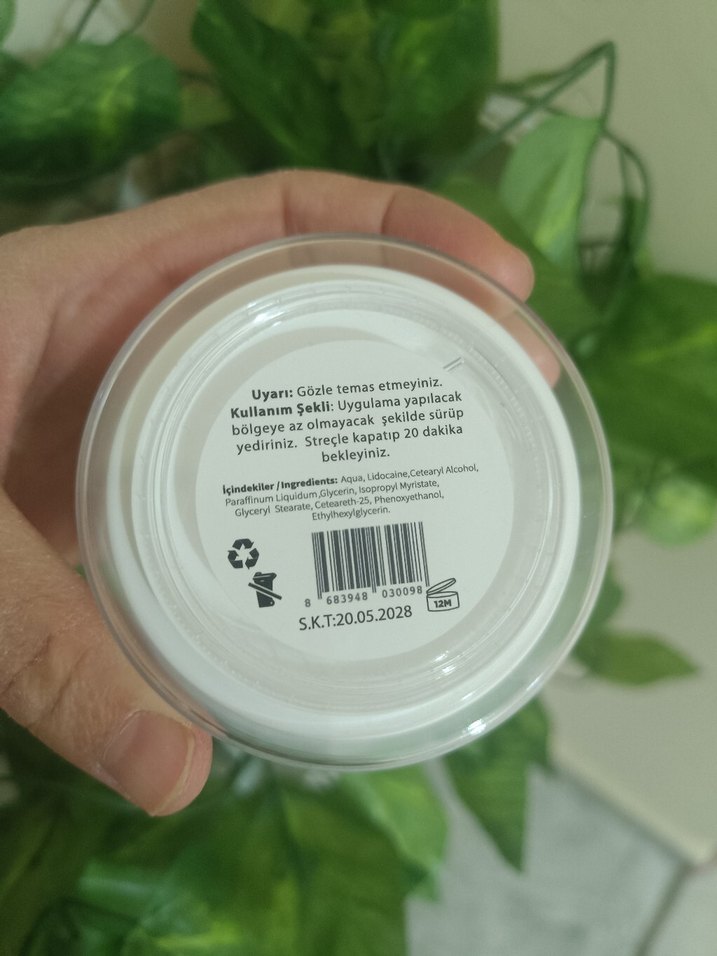 Uyarı: Gözle temas etmeyiniz.
Kullanım Şekli: Uygulama yapılacak
bölgeye az olmayacak şekilde sürüp
yediriniz. Streçle kapatıp 20 dakika
bekleyiniz.
İçindekiler / Ingredients: Aqua, Lidocaine,Cetearyl Alcohol,
Paraffinum Liquidum,Glycerin, Isopropyl Myristate,
Glyceryl Stearate, Ceteareth-25, Phenoxyethanol,
Ethylhexylglycerin.
8 683948 030098
12M
S.K.T:20.05.2028